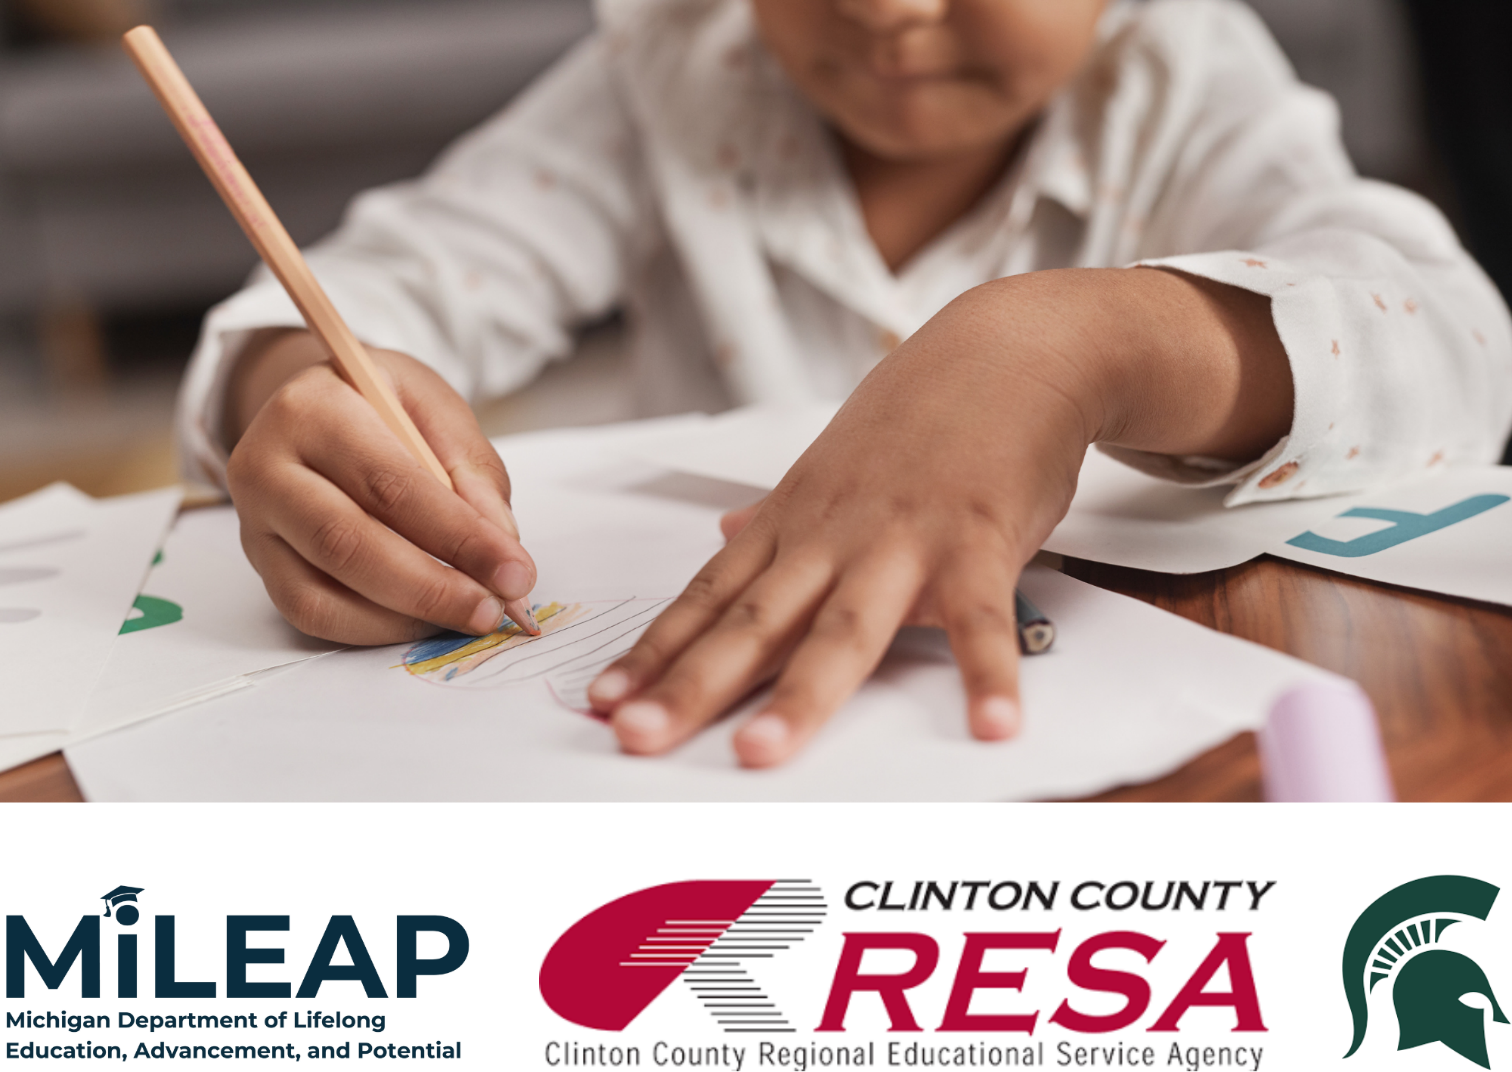 MiLEAP
Michigan Department of Lifelong
Education, Advancement, and Potential
CLINTON COUNTY
RESA
Clinton County Regional Educational Service Agency